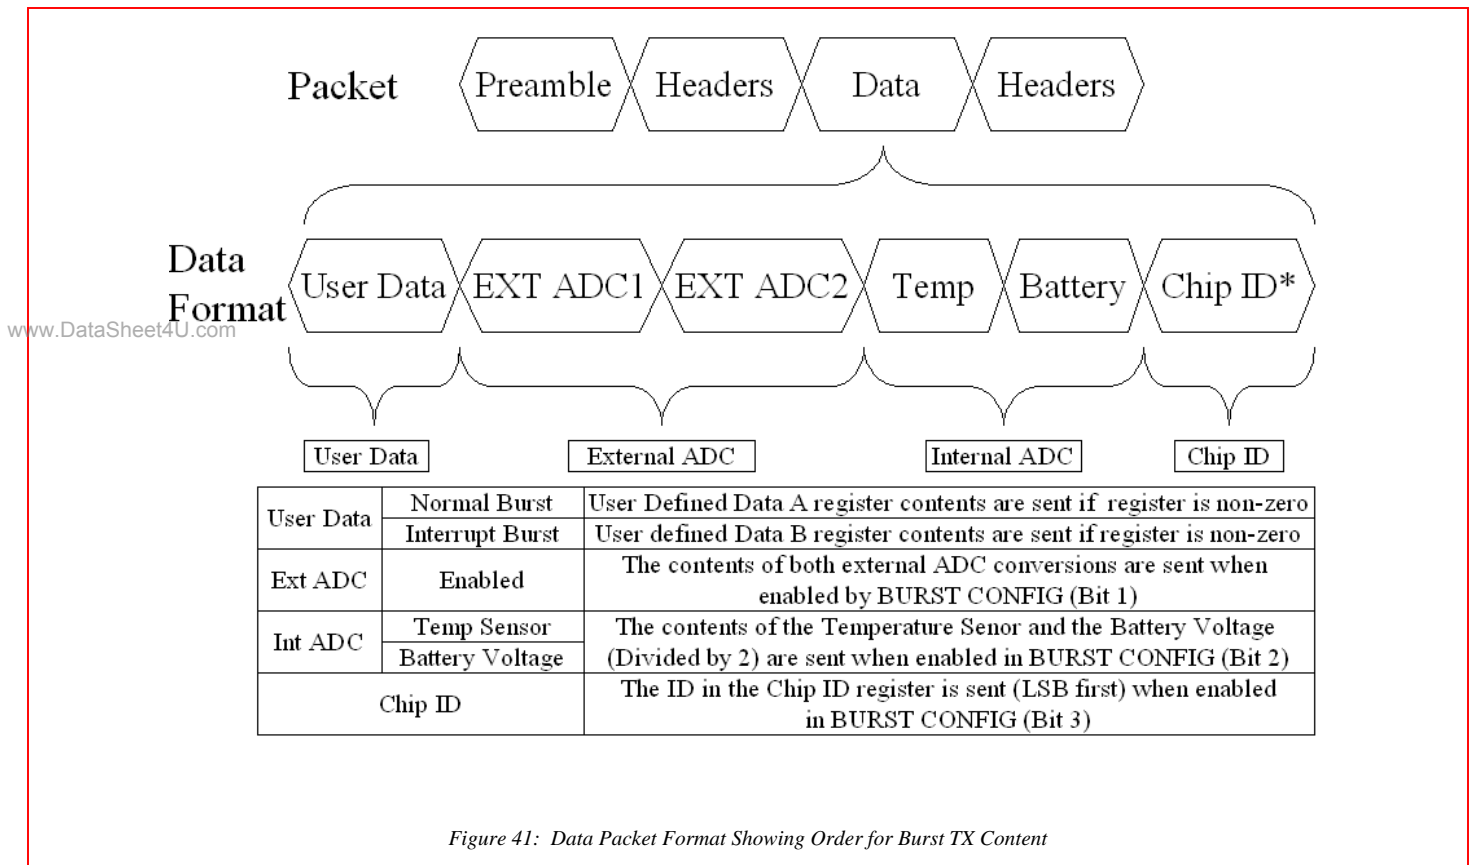 Packet
Preamble Headers Data Headers
Data
Format
User Data EXT ADC1 EXT ADC2 Temp Battery Chip ID*
www.DataSheet4U.com
User Data External ADC Internal ADC Chip ID
User Data Normal Burst User Defined Data A register contents are sent if register is non-zero
Interrupt Burst User defined Data B register contents are sent if register is non-zero
Ext ADC Enabled The contents of both external ADC conversions are sent when
enabled by BURST CONFIG (Bit 1)
Int ADC Temp Sensor The contents of the Temperature Senor and the Battery Voltage
Battery Voltage (Divided by 2) are sent when enabled in BURST CONFIG (Bit 2)
Chip ID The ID in the Chip ID register is sent (LSB first) when enabled
in BURST CONFIG (Bit 3)
Figure 41: Data Packet Format Showing Order for Burst TX Content